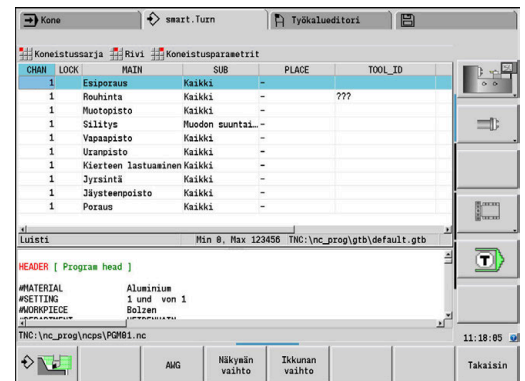 Kone smart.Turn Työkalueditori
Koneistussarja Rivi Koneistusparametrit
CHAN LOCK MAIN SUB PLACE TOOL_ID
1 Esiporaus Kaikki -
1 Rouhinta Kaikki ???
1 Muotopisto Kaikki -
1 Silitys Muodon suuntai… -
1 Vapaapisto Kaikki -
1 Uranpisto Kaikki -
1 Kierteen lastuaminen Kaikki -
1 Jyrsintä Kaikki -
1 Jäysteenpoisto Kaikki -
1 Poraus Kaikki -
Luisti Min 0, Max 123456 TNC:\nc_prog\gtb\default.gtb
HEADER [ Program head ]
#MATERIAL Aluminium
#SETTING 1 und von 1
#WORKPIECE Bolzen
TNC:\nc_prog\ncps\PGM01.nc
T
11:18:05
AWG Näkymän vaihto Ikkunan vaihto Takaisin